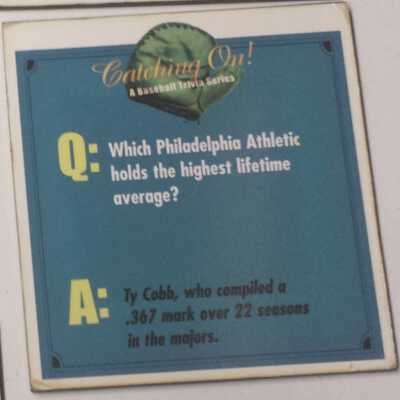 Catching On!
A Baseball Trivia Series
Q: Which Philadelphia Athletic
holds the highest lifetime
average?
A: Ty Cobb, who compiled a
.367 mark over 22 seasons
in the majors.